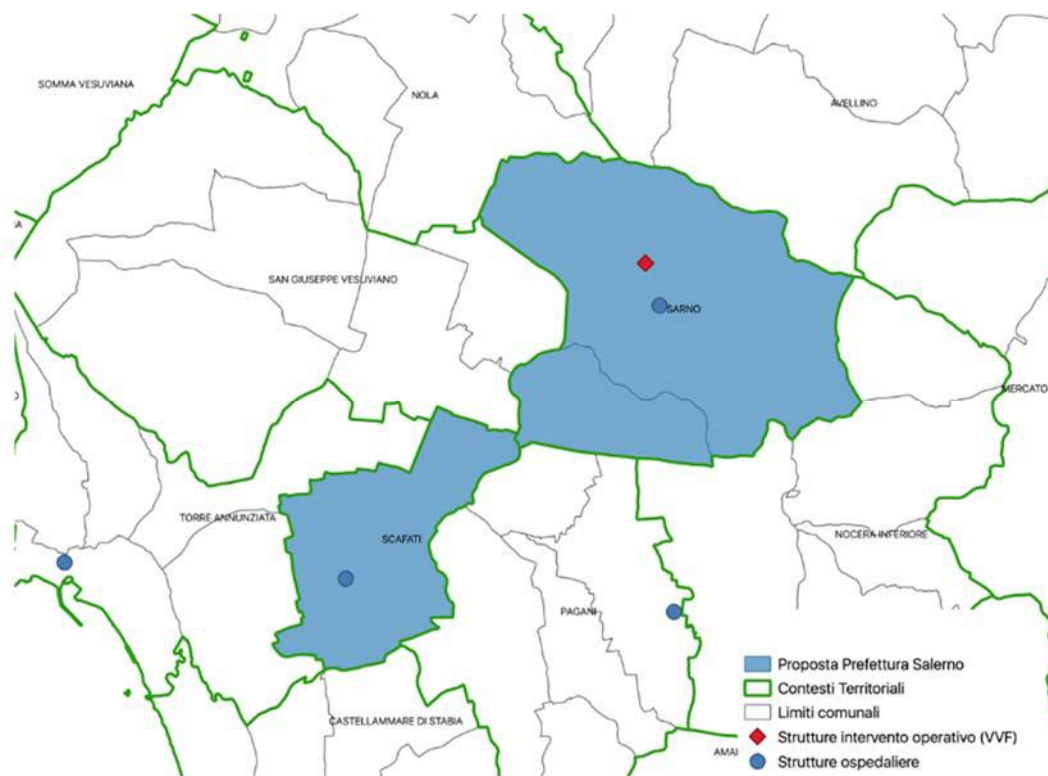 SOMMA VESUVIANA
NOLA
AVELLINO
SAN GIUSEPPE VESUVIANO
SARNO
MERCATO
TORRE ANNUNZIATA
SCAFATI
NOCERA INFERIORE
PAGANI
CASTELLAMMARE DI STABIA
AMAI
Proposta Prefettura Salerno
Contesti Territoriali
Limiti comunali
Strutture intervento operativo (VVF)
Strutture ospedaliere